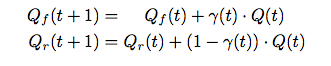 Q_f(t + 1) = Q_f(t) + γ(t) · Q(t)
Q_r(t + 1) = Q_r(t) + (1 − γ(t)) · Q(t)